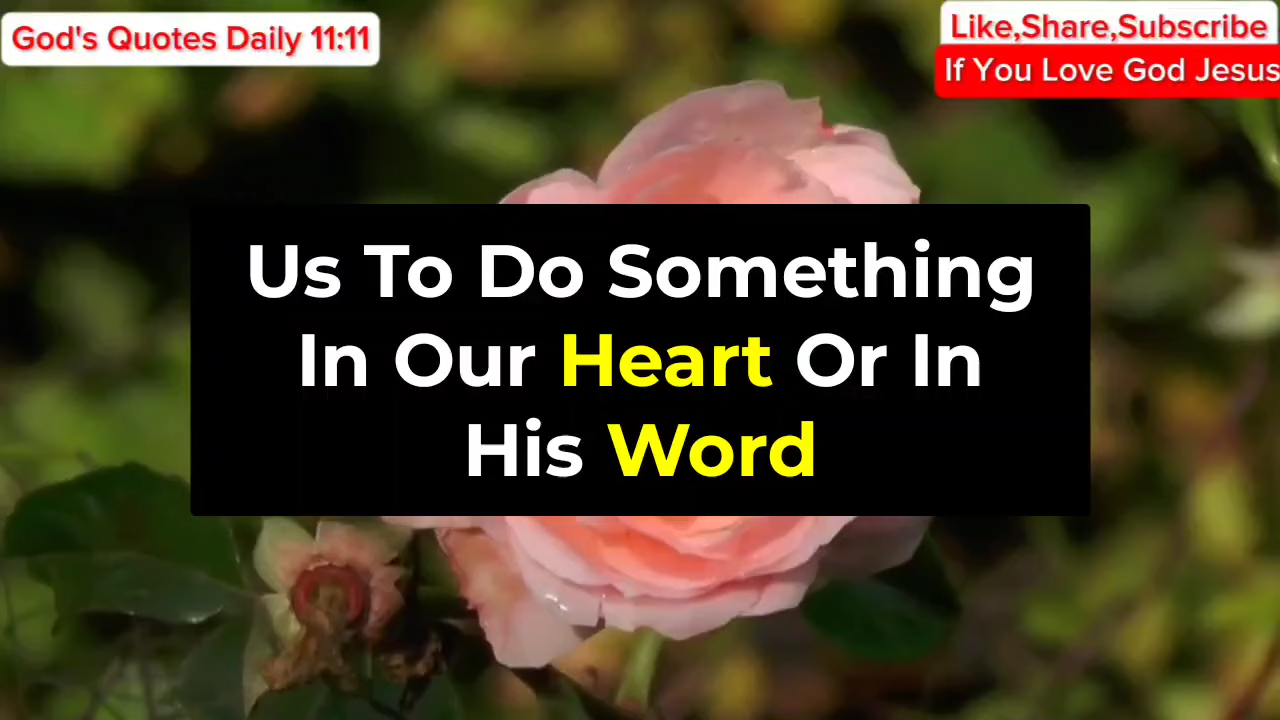 God's Quotes Daily 11:11
Like,Share,Subscribe
If You Love God Jesus
Us To Do Something
In Our Heart Or In
His Word